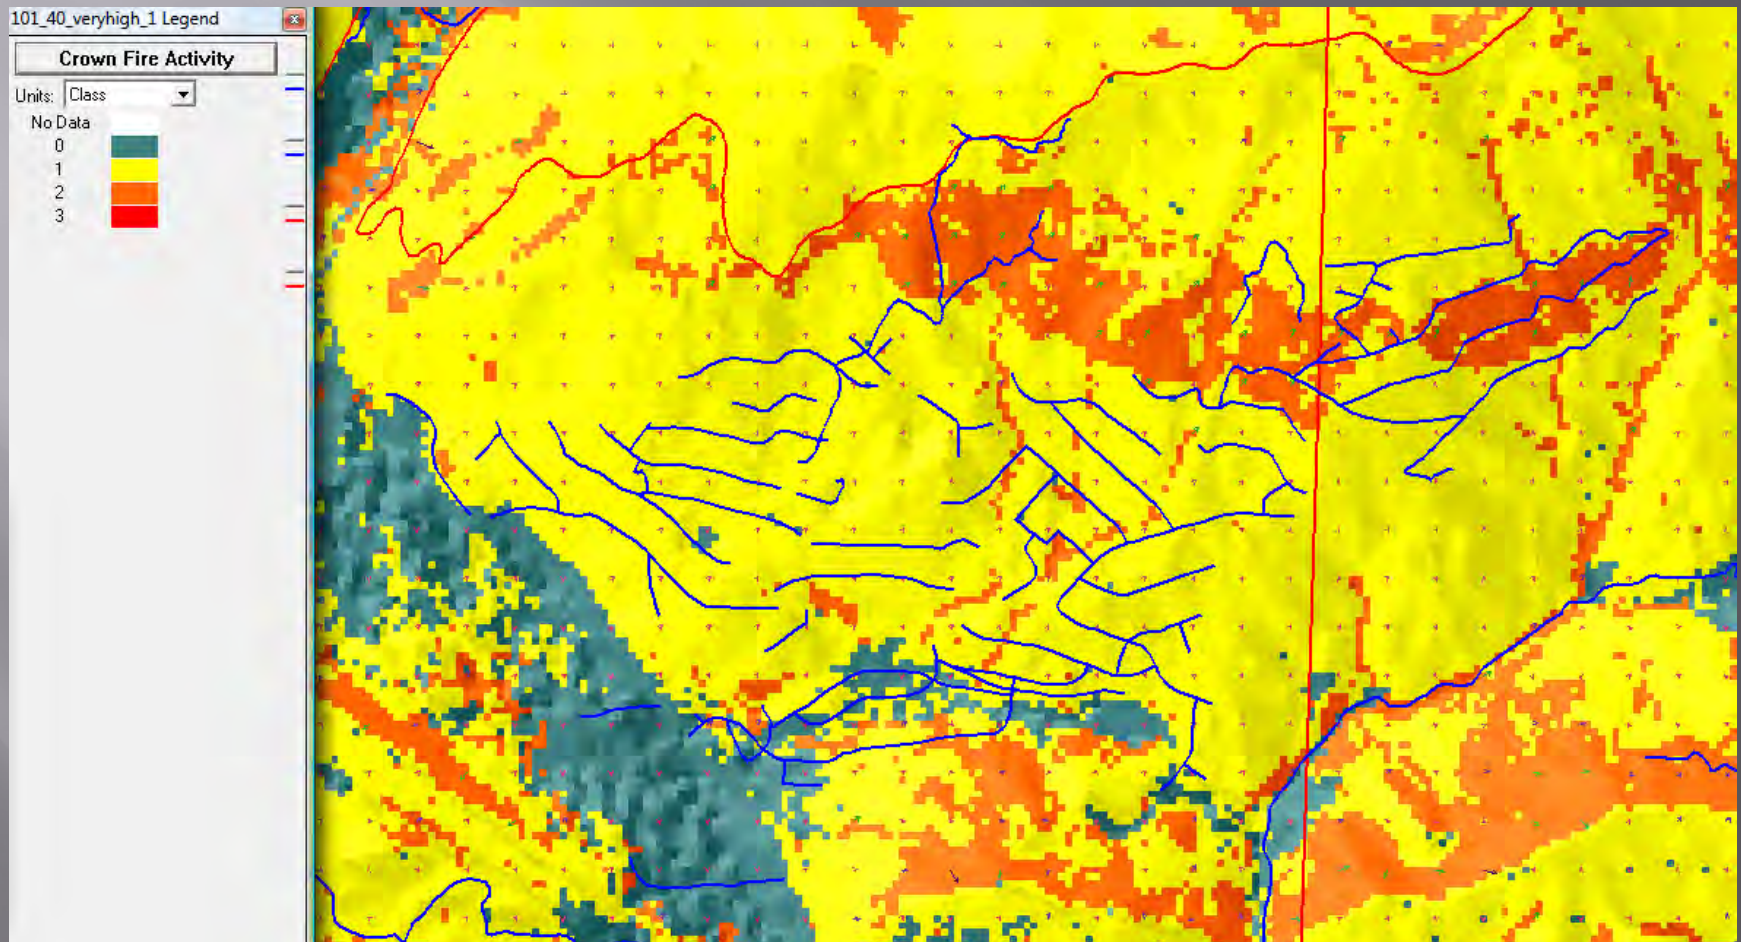 101_40_veryhigh_1 Legend
Crown Fire Activity
Units: Class
No Data
0
1
2
3